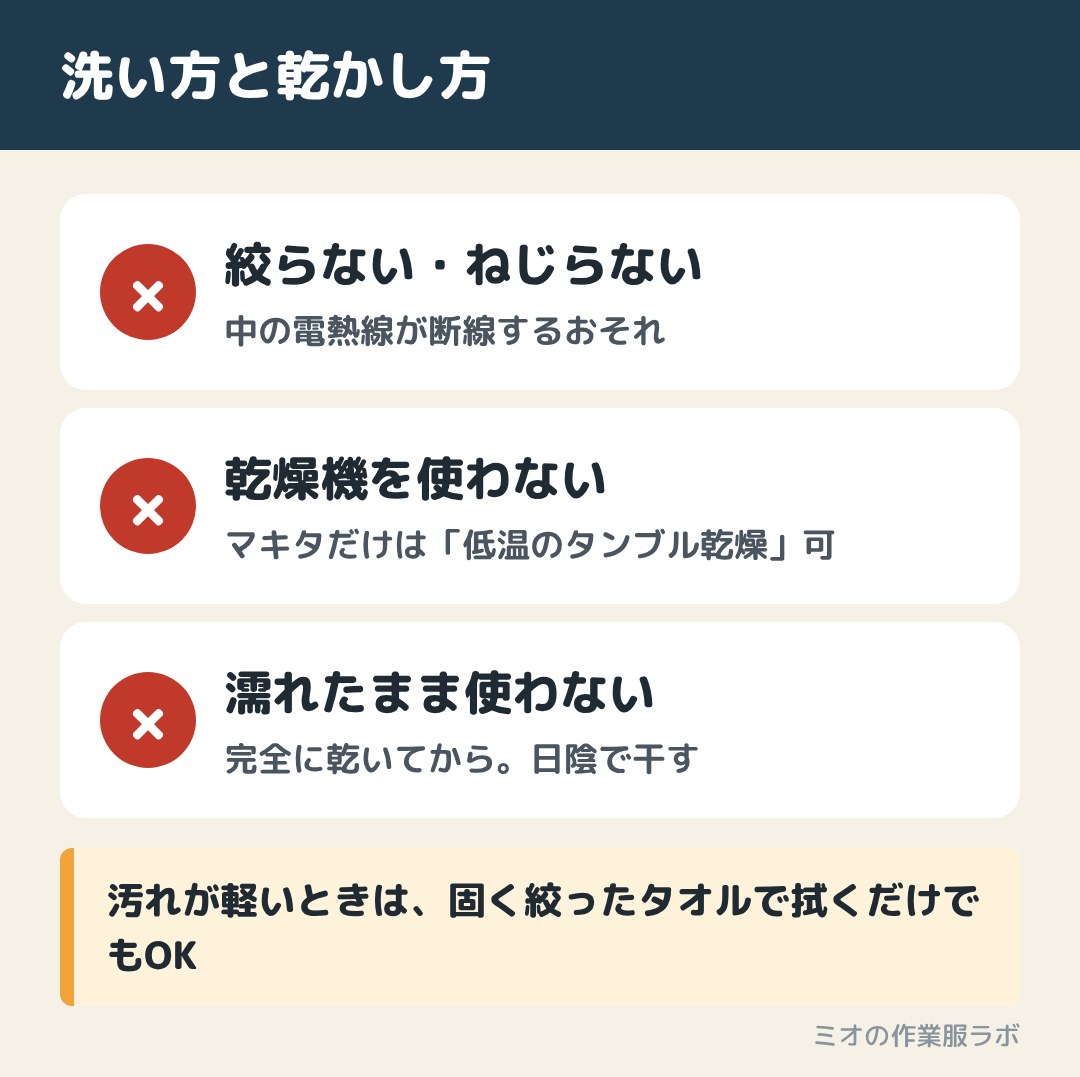 洗い方と乾かし方
×
絞らない・ねじらない
中の電熱線が断線するおそれ
×
乾燥機を使わない
マキタだけは「低温のタンブル乾燥」可
×
濡れたまま使わない
完全に乾いてから。日陰で干す
汚れが軽いときは、固く絞ったタオルで拭くだけで
もOK
ミオの作業服ラボ